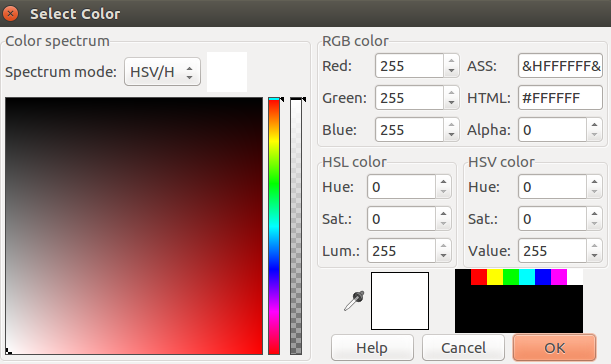 Select Color
Color spectrum
Spectrum mode: HSV/H
RGB color
Red: 255 ASS: &HFFFFFF&
Green: 255 HTML: #FFFFFF
Blue: 255 Alpha: 0
HSL color
Hue: 0
Sat.: 0
Lum.: 255
HSV color
Hue: 0
Sat.: 0
Value: 255
Help Cancel OK